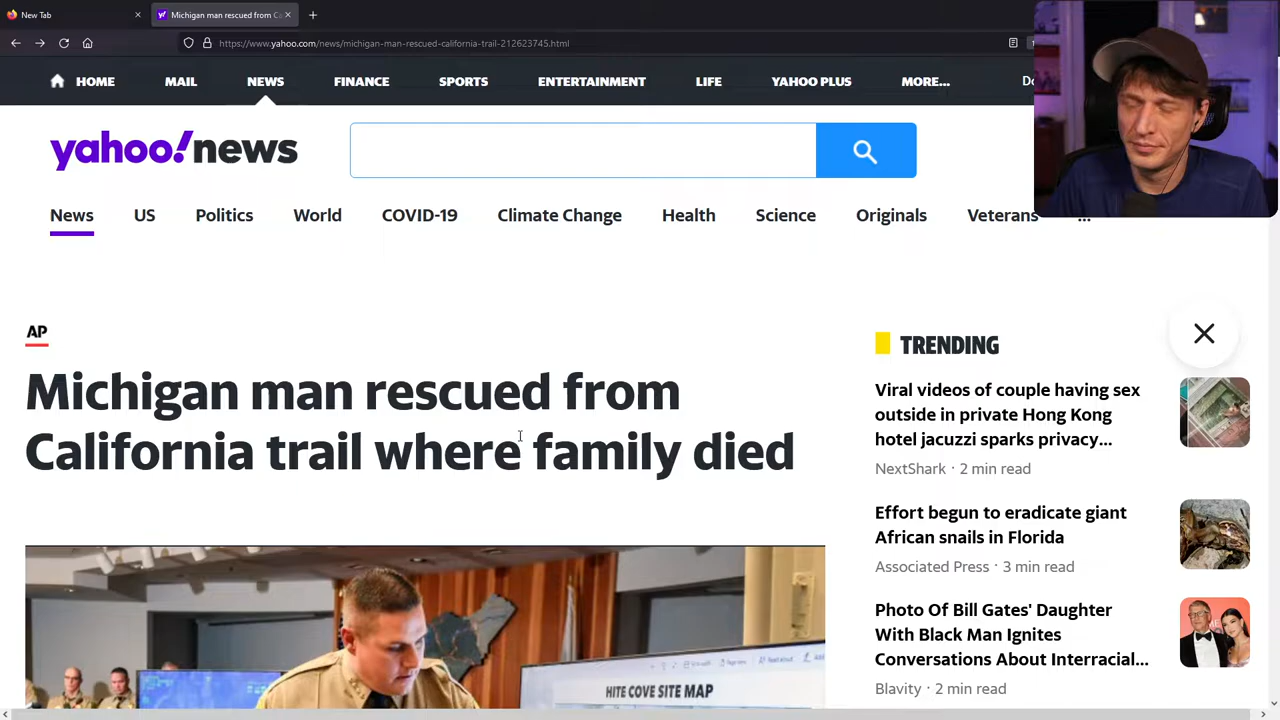 New Tab
Michigan man rescued from Ca
https://www.yahoo.com/news/michigan-man-rescued-california-trail-212623745.html
HOME
MAIL
NEWS
FINANCE
SPORTS
ENTERTAINMENT
LIFE
YAHOO PLUS
MORE...
yahoo!news
News
US
Politics
World
COVID-19
Climate Change
Health
Science
Originals
Veterans
...
AP
Michigan man rescued from
California trail where family died
TRENDING
Viral videos of couple having sex
outside in private Hong Kong
hotel jacuzzi sparks privacy...
NextShark · 2 min read
Effort begun to eradicate giant
African snails in Florida
Associated Press · 3 min read
Photo Of Bill Gates' Daughter
With Black Man Ignites
Conversations About Interracial...
Blavity · 2 min read
HITE COVE SITE MAP